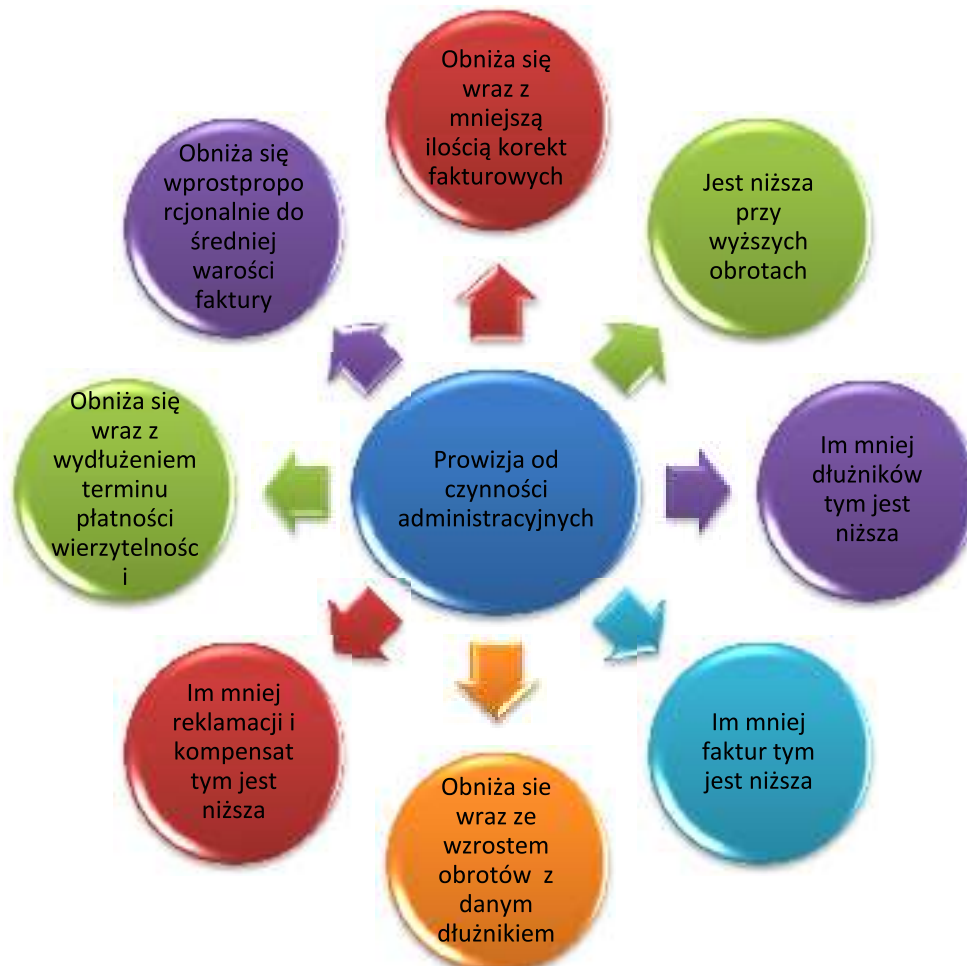 Obniża się
wraz z
mniejszą
ilością korekt
fakturowych
Jest niższa
przy
wyższych
obrotach
Im mniej
dłużników
tym jest
niższa
Im mniej
faktur tym
jest niższa
Obniża sie
wraz ze
wzrostem
obrotów z
danym
dłużnikiem
Im mniej
reklamacji i
kompensat
tym jest
niższa
Obniża się
wraz z
wydłużeniem
terminu
płatności
wierzytelnośc
i
Obniża się
wprostpropo
rcjonalnie do
średniej
warości
faktury
Prowizja od
czynności
administracyjnych